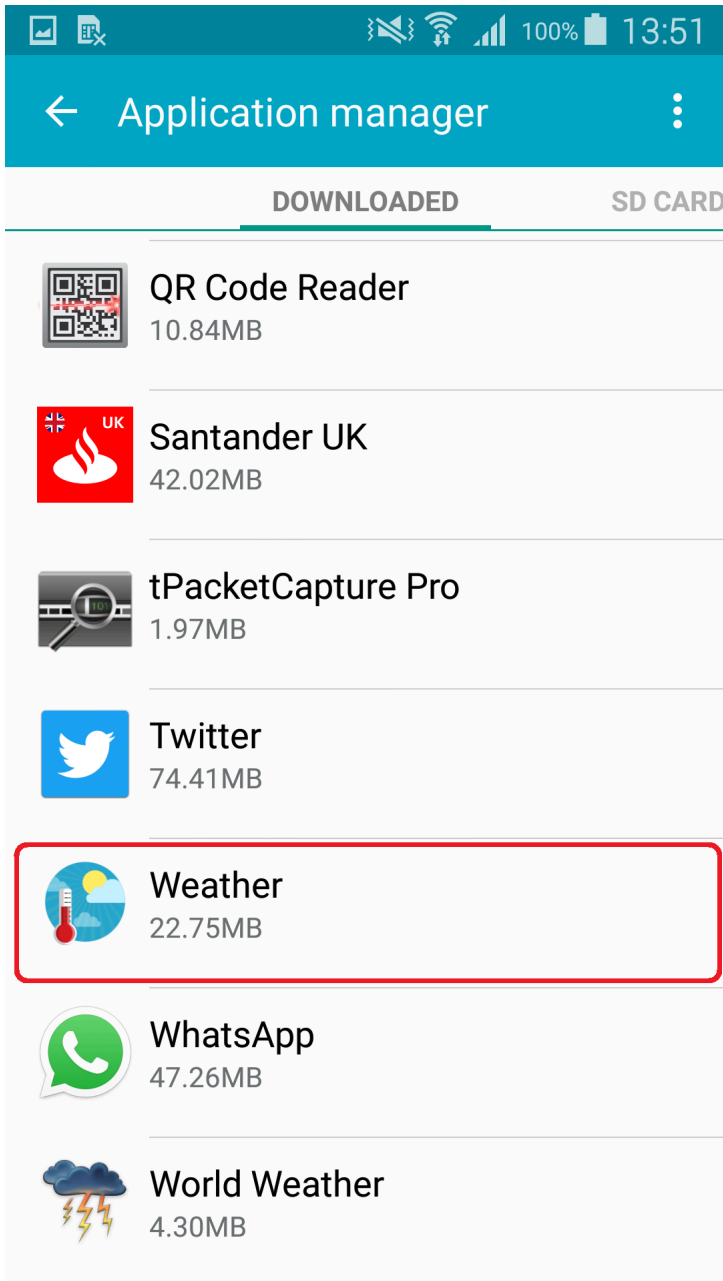 100% 13:51
Application manager
DOWNLOADED SD CARD
QR Code Reader
10.84MB
UK
Santander UK
42.02MB
tPacketCapture Pro
101
1.97MB
Twitter
74.41MB
Weather
22.75MB
WhatsApp
47.26MB
World Weather
4.30MB